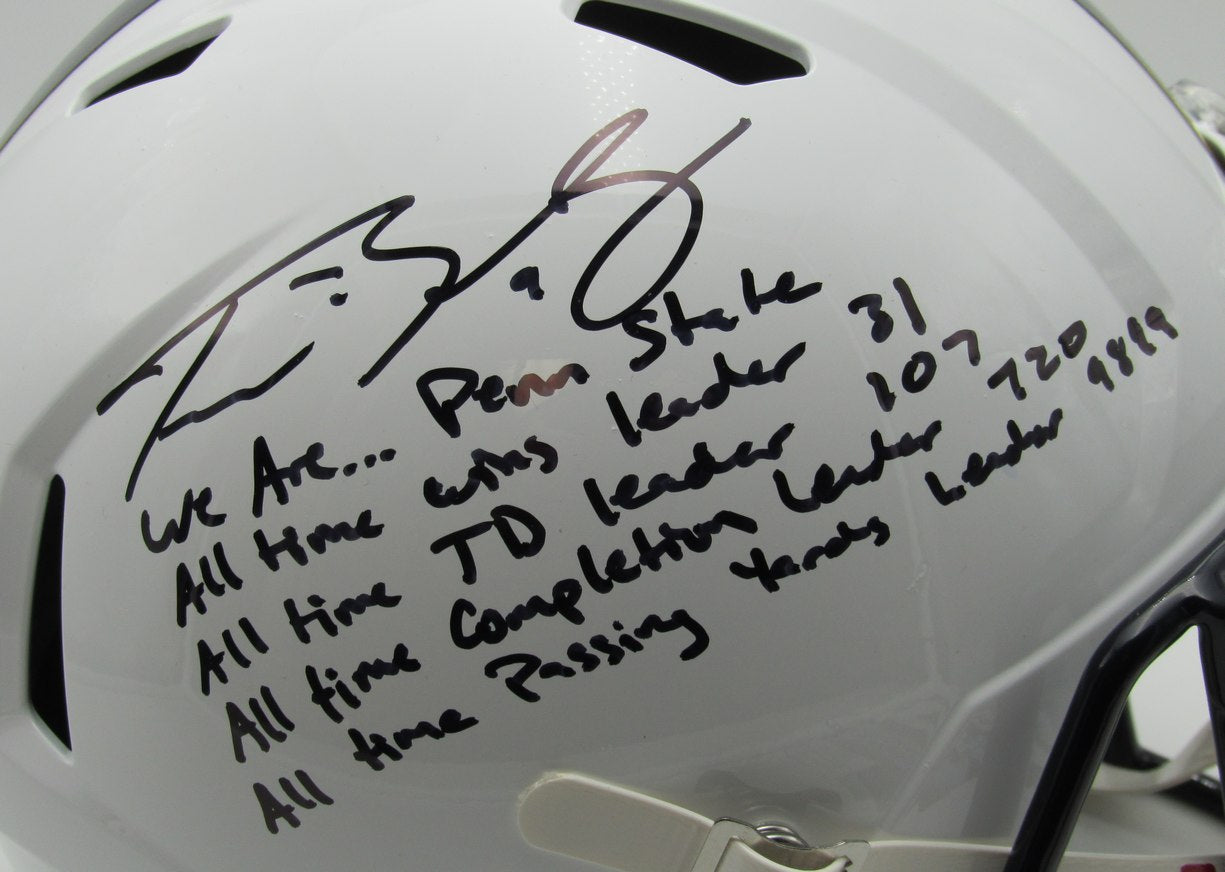 9
We Are... Penn State
All time wins leader 31
All time TD leader 107
All time Completion Leader 720
All time Passing Yards Leader 9899